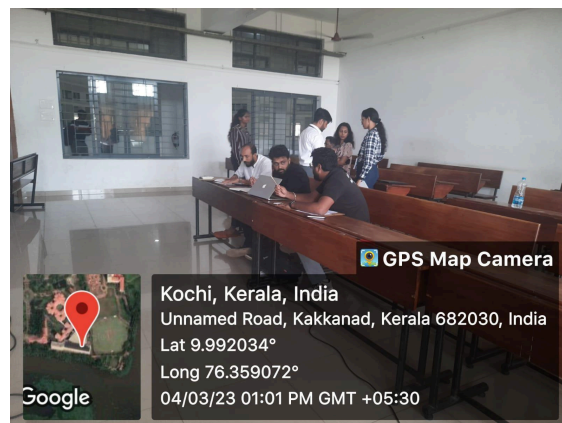 GPS Map Camera
Kochi, Kerala, India
Unnamed Road, Kakkanad, Kerala 682030, India
Lat 9.992034°
Long 76.359072°
04/03/23 01:01 PM GMT +05:30
Google